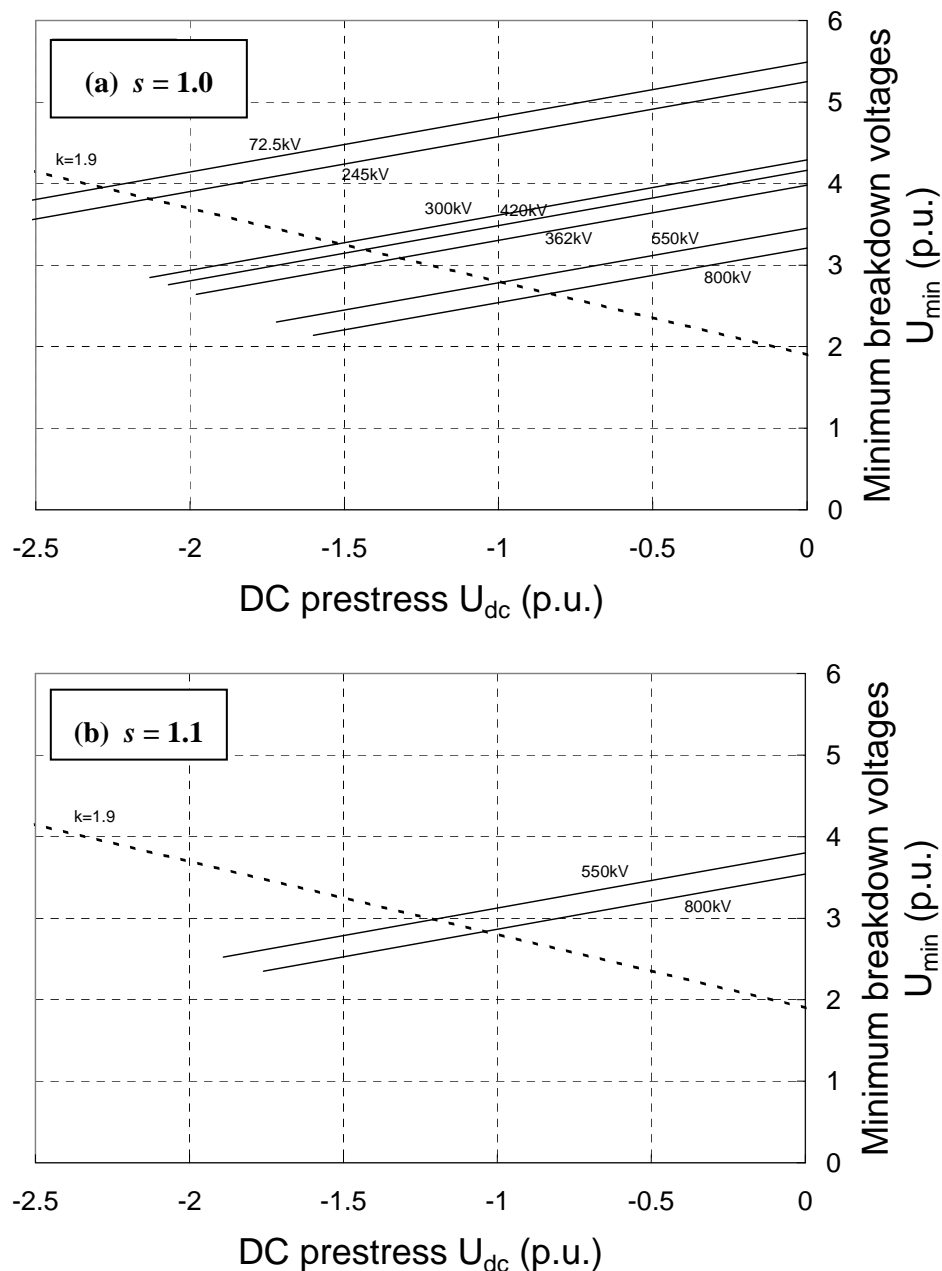 (a) s = 1.0
k=1.9
72.5kV
245kV
300kV
420kV
362kV
550kV
800kV
6
5
4
3
2
1
0
Minimum breakdown voltages
Umin (p.u.)
-2.5 -2 -1.5 -1 -0.5 0
DC prestress Udc (p.u.)
(b) s = 1.1
k=1.9
550kV
800kV
6
5
4
3
2
1
0
Minimum breakdown voltages
Umin (p.u.)
-2.5 -2 -1.5 -1 -0.5 0
DC prestress Udc (p.u.)